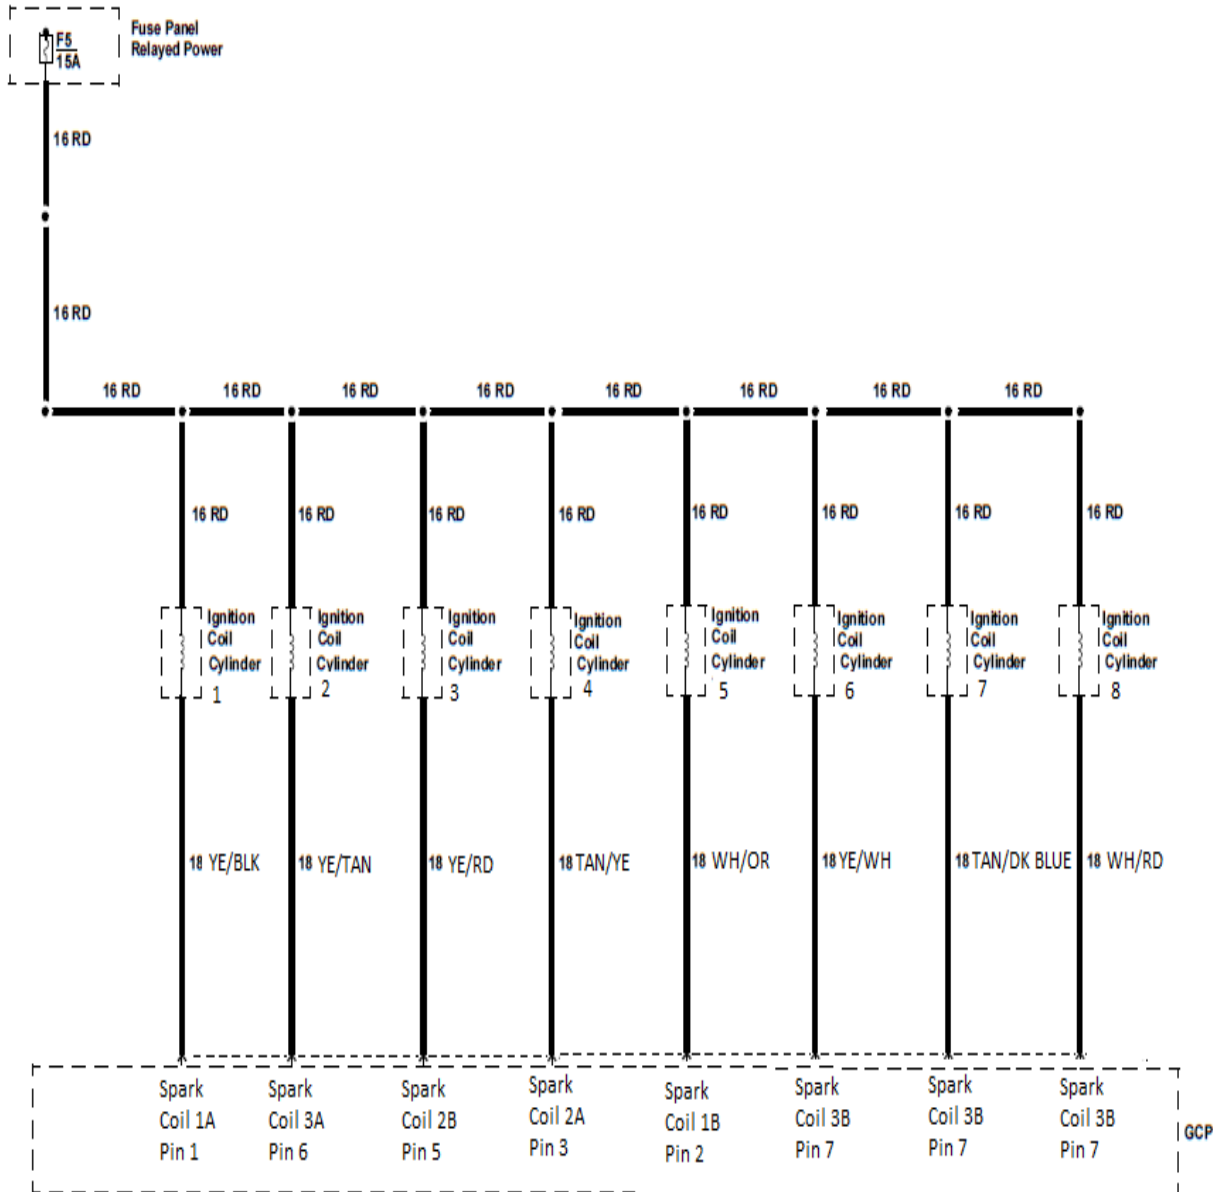 Fuse Panel
Relayed Power
F5
15A
16 RD
16 RD
16 RD 16 RD 16 RD 16 RD 16 RD 16 RD 16 RD 16 RD
16 RD 16 RD 16 RD 16 RD 16 RD 16 RD 16 RD 16 RD
Ignition
Coil
Cylinder
1
Ignition
Coil
Cylinder
2
Ignition
Coil
Cylinder
3
Ignition
Coil
Cylinder
4
Ignition
Coil
Cylinder
5
Ignition
Coil
Cylinder
6
Ignition
Coil
Cylinder
7
Ignition
Coil
Cylinder
8
18 YE/BLK 18 YE/TAN 18 YE/RD 18 TAN/YE 18 WH/OR 18 YE/WH 18 TAN/DK BLUE 18 WH/RD
Spark
Coil 1A
Pin 1
Spark
Coil 3A
Pin 6
Spark
Coil 2B
Pin 5
Spark
Coil 2A
Pin 3
Spark
Coil 1B
Pin 2
Spark
Coil 3B
Pin 7
Spark
Coil 3B
Pin 7
Spark
Coil 3B
Pin 7
GCP